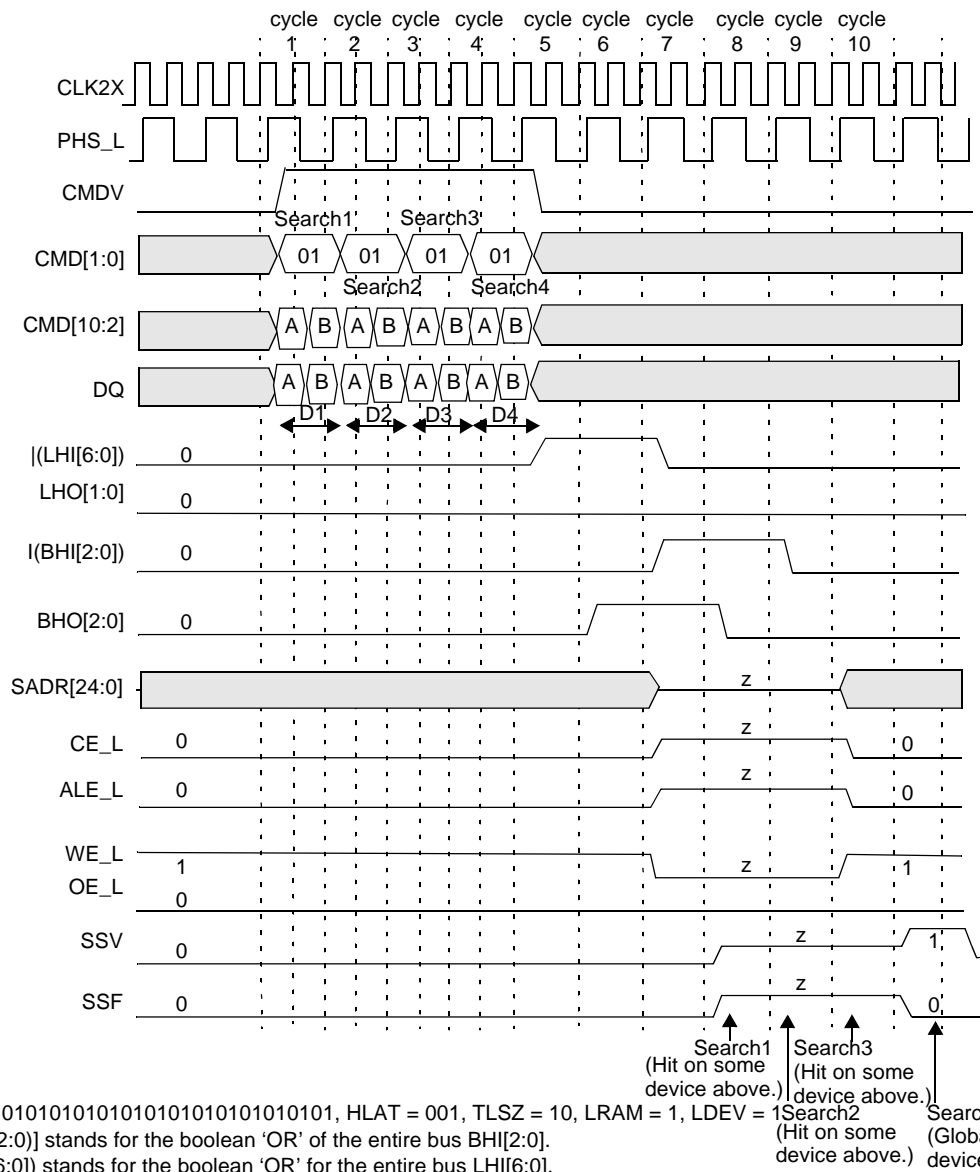 cycle cycle cycle cycle cycle cycle cycle cycle cycle cycle
1 2 3 4 5 6 7 8 9 10
CLK2X
PHS_L
CMDV
Search1 Search3
CMD[1:0] 01 01 01 01
Search2 Search4
CMD[10:2] A B A B A B A B
DQ A B A B A B A B
D1 D2 D3 D4
|(LHI[6:0]) 0
LHO[1:0] 0
I(BHI[2:0]) 0
BHO[2:0] 0
SADR[24:0] z
CE_L 0 z 0
ALE_L 0 z 0
WE_L 1 z 1
OE_L 0
SSV 0 z 1
SSF 0 z 0
Search1 Search3
(Hit on some (Hit on some
device above.) device above.)
HLAT = 001, TLSZ = 10, LRAM = 1, LDEV = 1
Search2
(Hit on some
device above.)
(Global
2:0)] stands for the boolean 'OR' of the entire bus BHI[2:0].
6:0]) stands for the boolean 'OR' for the entire bus LHI[6:0].